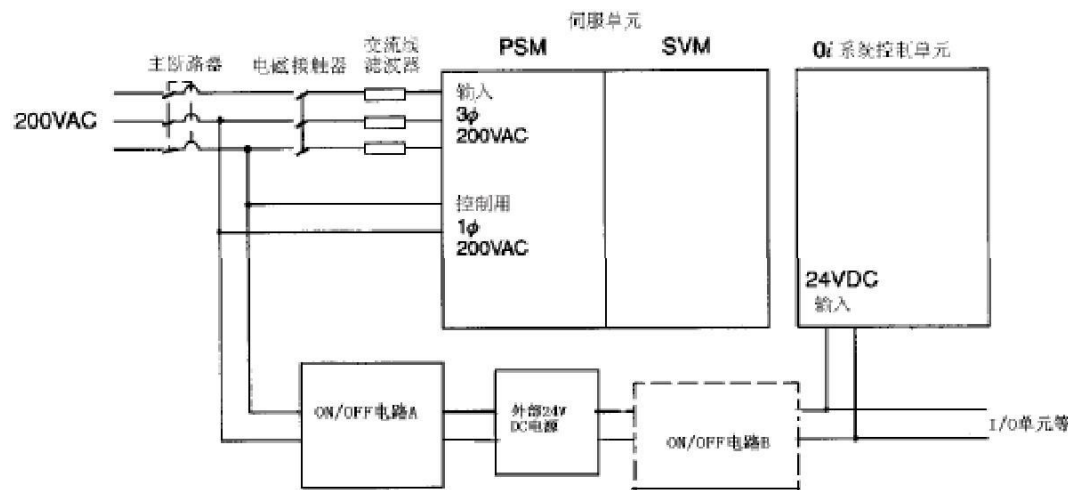 伺服单元
PSM
SVM
0i 系统控制单元
主断路器
电磁接触器
交流线
滤波器
200VAC
输入
3φ
200VAC
控制用
1φ
200VAC
24VDC
输入
ON/OFF电路A
外部24V
DC电源
ON/OFF电路B
I/O单元等